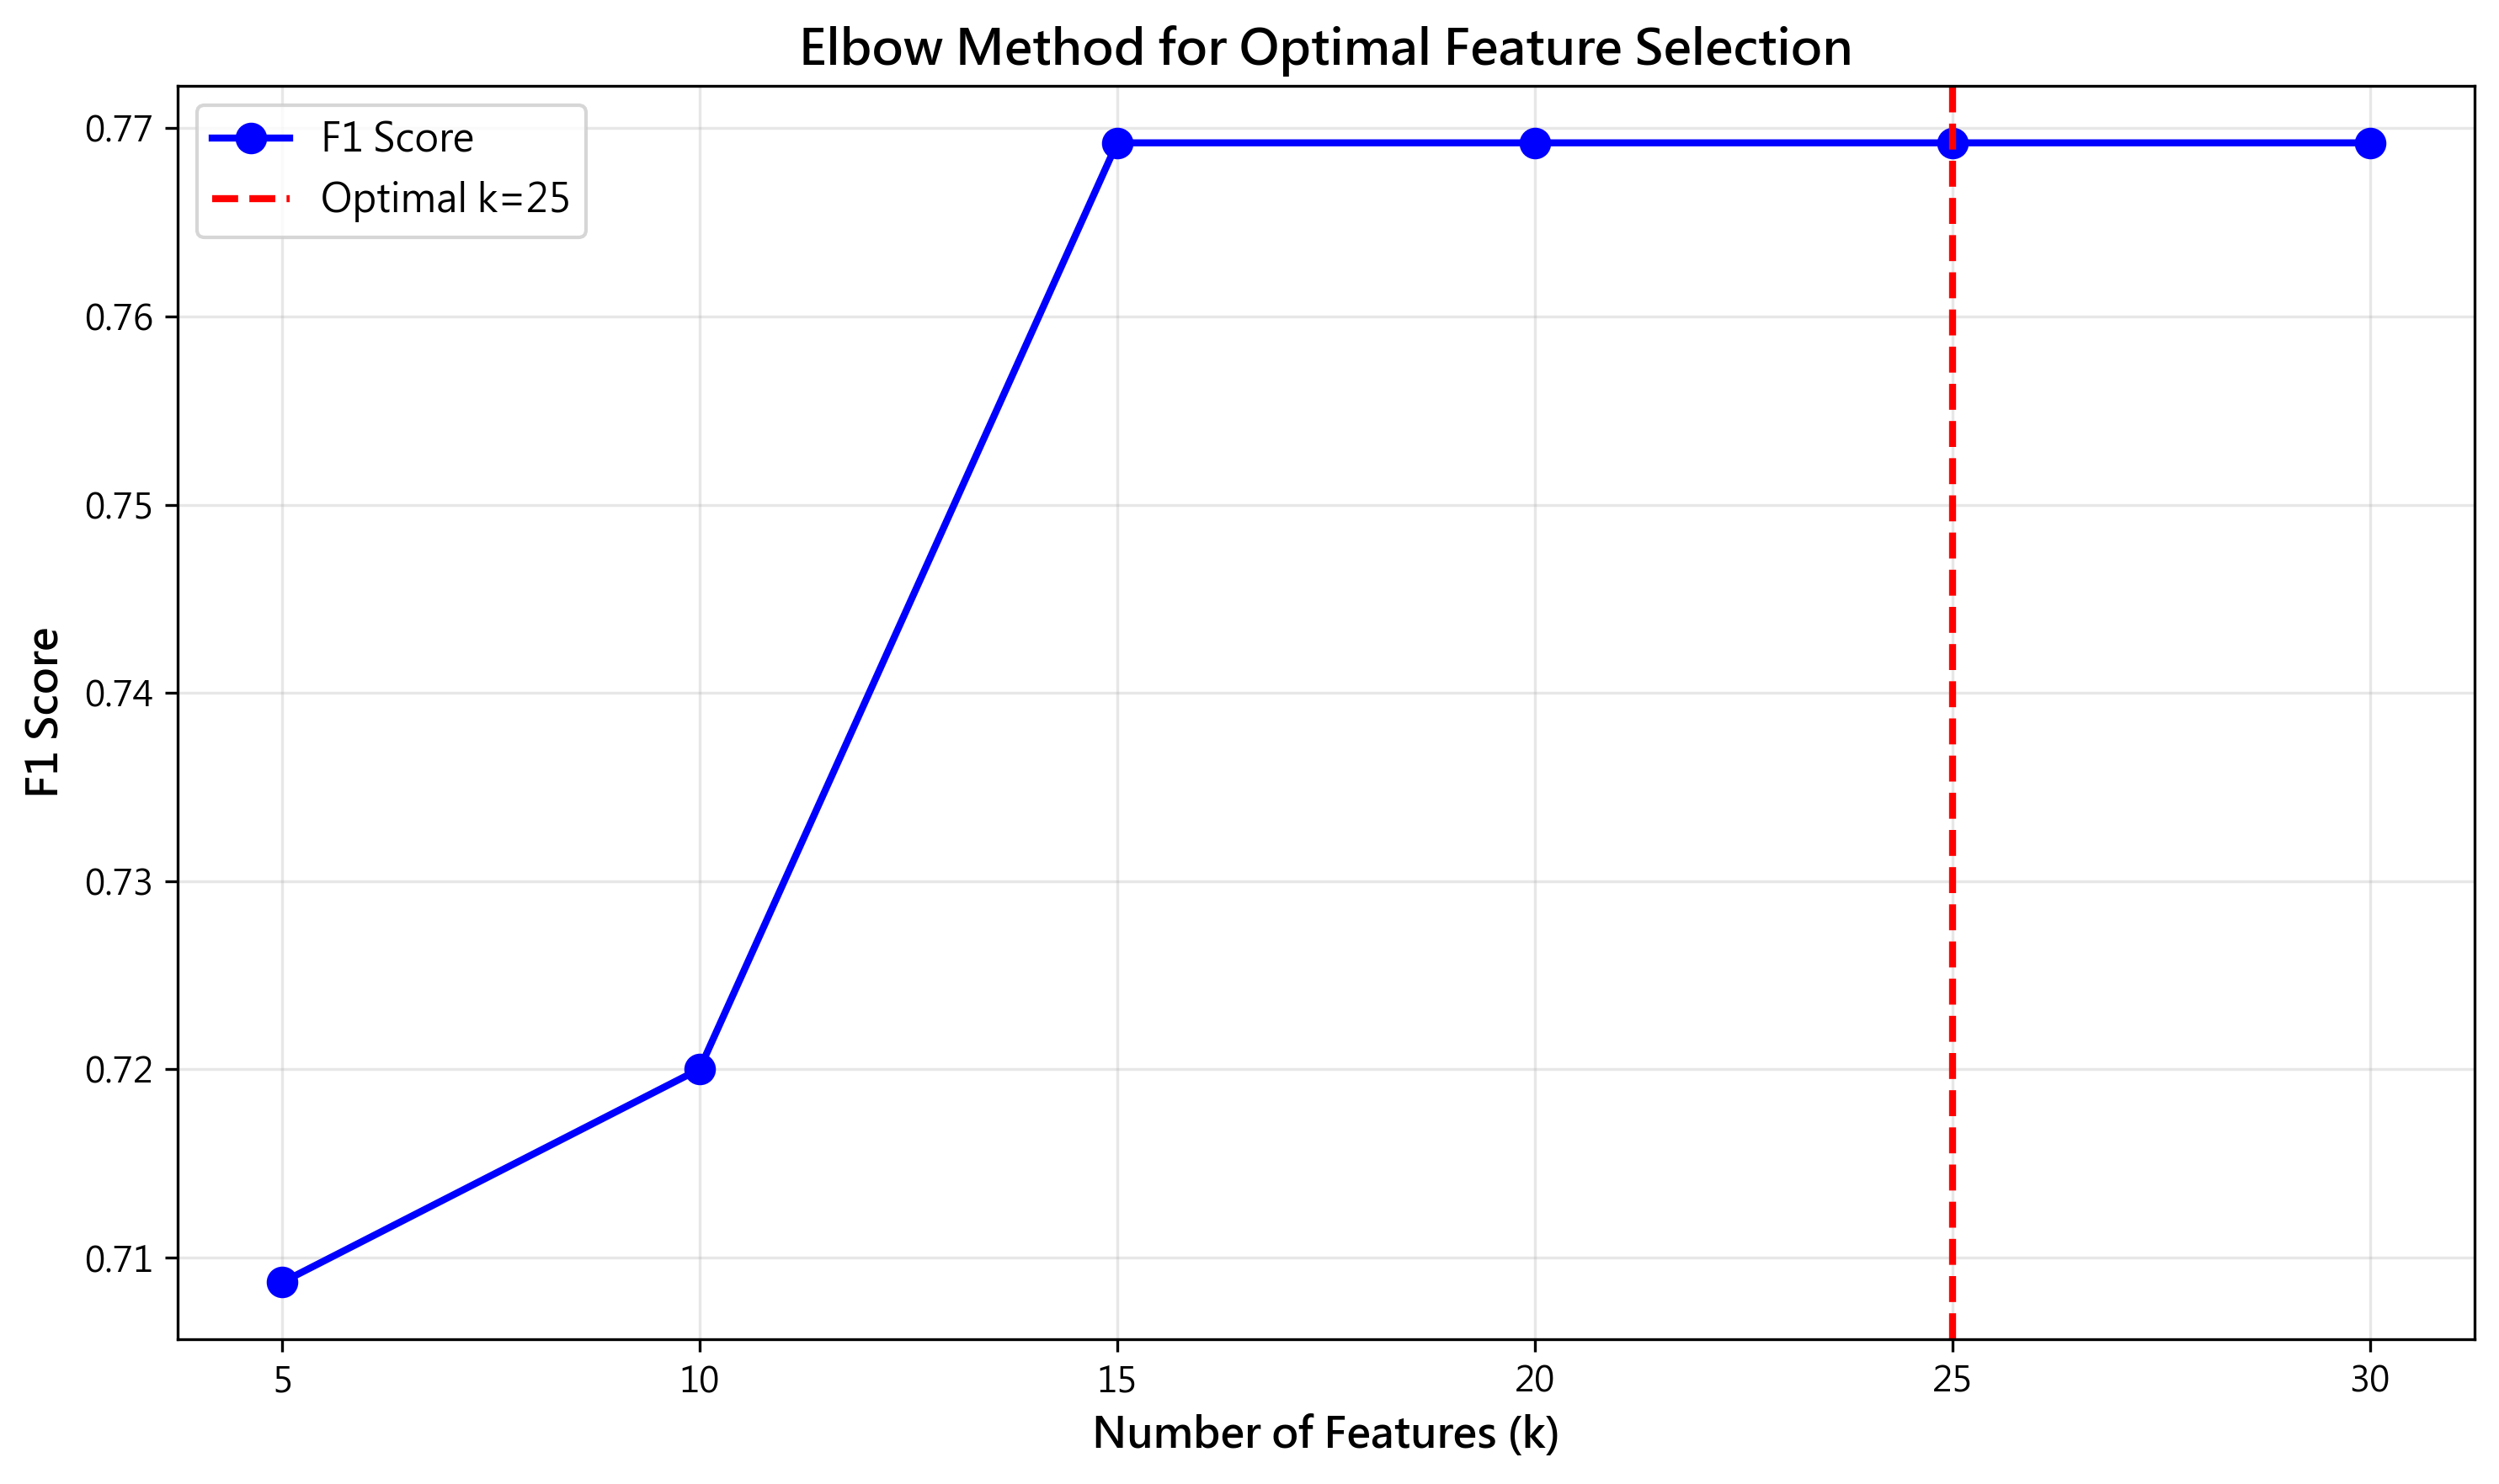 Elbow Method for Optimal Feature Selection
F1 Score
Optimal k=25
0.77
0.76
0.75
0.74
0.73
0.72
0.71
F1 Score
5 10 15 20 25 30
Number of Features (k)